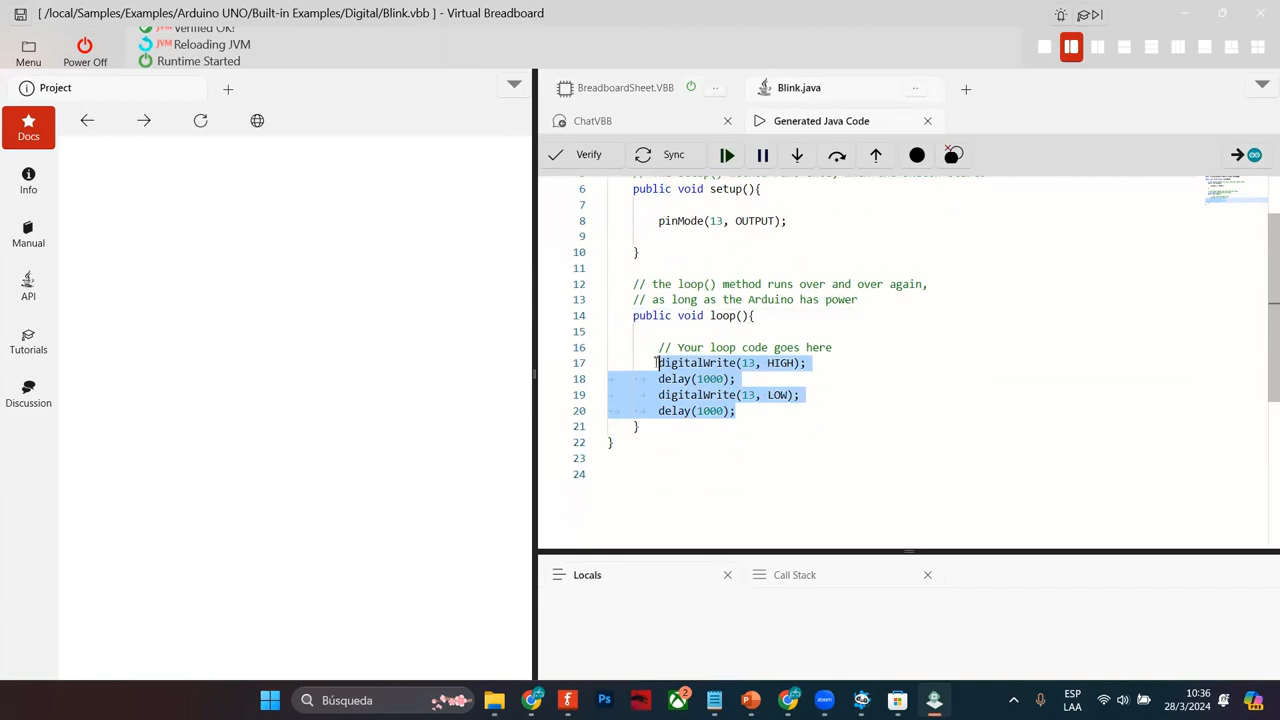 [ /local/Samples/Examples/Arduino UNO/Built-in Examples/Digital/Blink.vbb ] - Virtual Breadboard
JVM Verified OK!
JVM Reloading JVM
Runtime Started
Menu
Power Off
Project
Docs
Info
Manual
API
Tutorials
Discussion
BreadboardSheet.VBB
Blink.java
ChatVBB
Generated Java Code
Verify
Sync
6 public void setup(){
7
8 pinMode(13, OUTPUT);
9
10 }
11
12 // the loop() method runs over and over again,
13 // as long as the Arduino has power
14 public void loop(){
15
16 // Your loop code goes here
17 digitalWrite(13, HIGH);
18 delay(1000);
19 digitalWrite(13, LOW);
20 delay(1000);
21 }
22 }
23
24
Locals
Call Stack
Búsqueda
2
ESP
LAA
10:36
28/3/2024